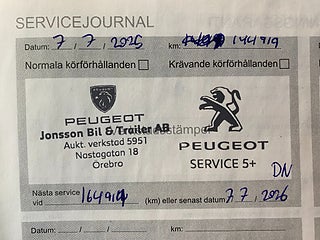 SERVICEJOURNAL
Datum: 7 / 7 / 2025 km: 164919
Normala körförhållanden Krävande körförhållanden
PEUGEOT
Jonsson Bil & Trailer AB
Aukt. verkstad 5951
Nastagatan 18
Örebro
PEUGEOT
SERVICE 5+
DN
Nästa service
vid 164919 (km) eller senast datum 7/7, 2026
Datum: / / km: